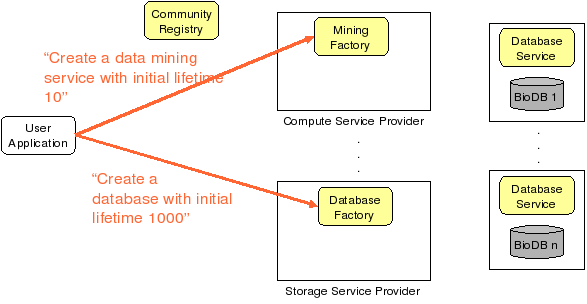 Community
Registry
“Create a data mining
service with initial lifetime
10”
User
Application
“Create a
database with initial
lifetime 1000”
Mining
Factory
Compute Service Provider
.
.
.
Database
Factory
Storage Service Provider
Database
Service
BioDB 1
.
.
.
Database
Service
BioDB n